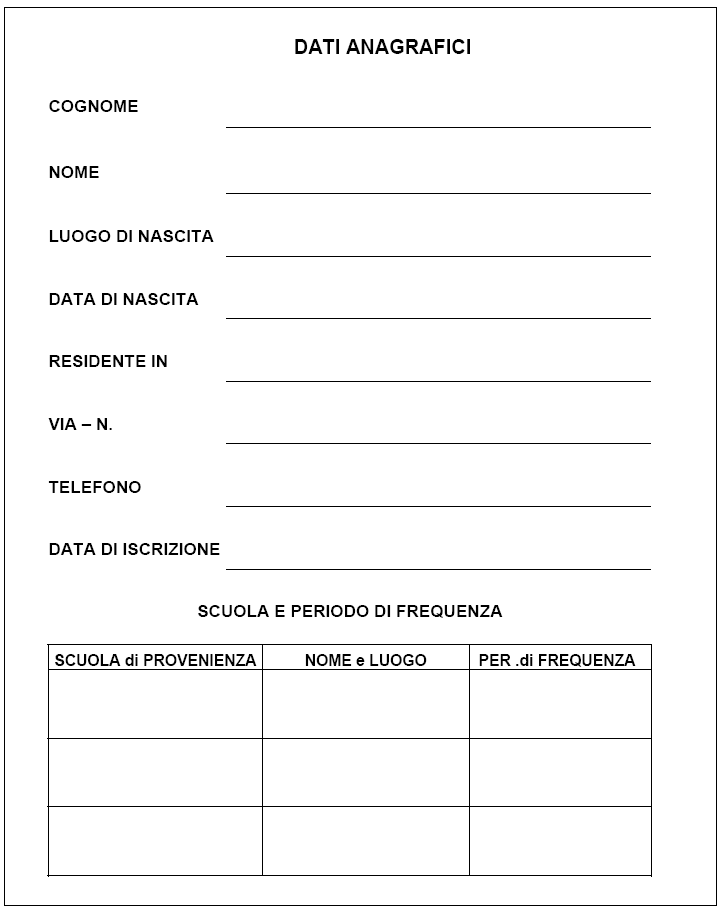 DATI ANAGRAFICI
COGNOME
NOME
LUOGO DI NASCITA
DATA DI NASCITA
RESIDENTE IN
VIA – N.
TELEFONO
DATA DI ISCRIZIONE
SCUOLA E PERIODO DI FREQUENZA
SCUOLA di PROVENIENZA NOME e LUOGO PER .di FREQUENZA